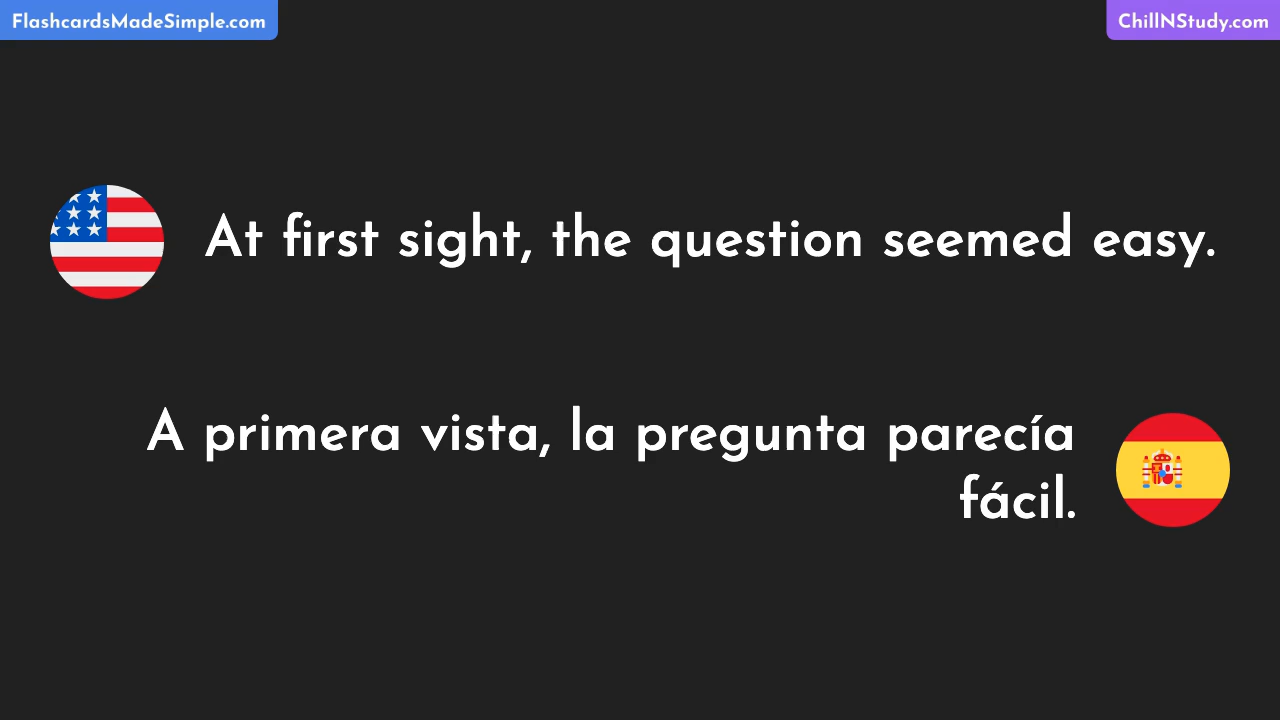 FlashcardsMadeSimple.com
ChillNStudy.com
At first sight, the question seemed easy.
A primera vista, la pregunta parecía
fácil.